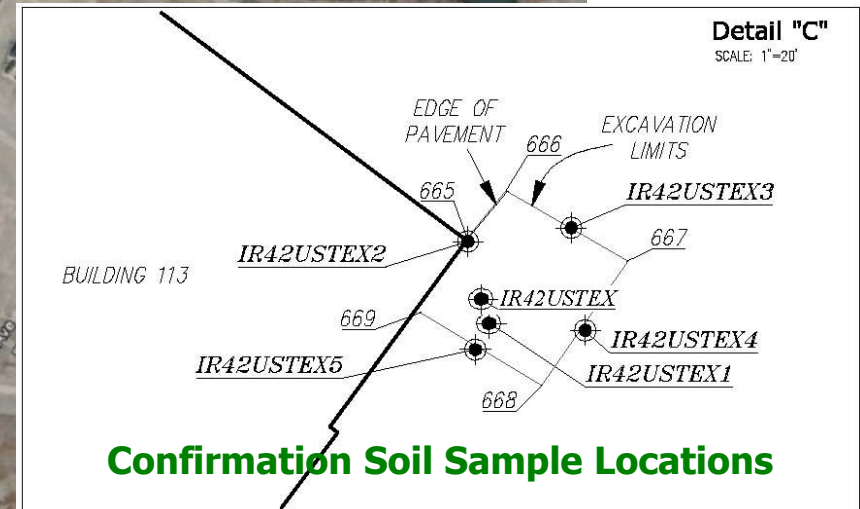 Detail "C"
SCALE: 1"=20'
EDGE OF
PAVEMENT
EXCAVATION
LIMITS
666
665
IR42USTEX3
667
IR42USTEX2
BUILDING 113
IR42USTEX
669
IR42USTEX4
IR42USTEX5
IR42USTEX1
668
Confirmation Soil Sample Locations